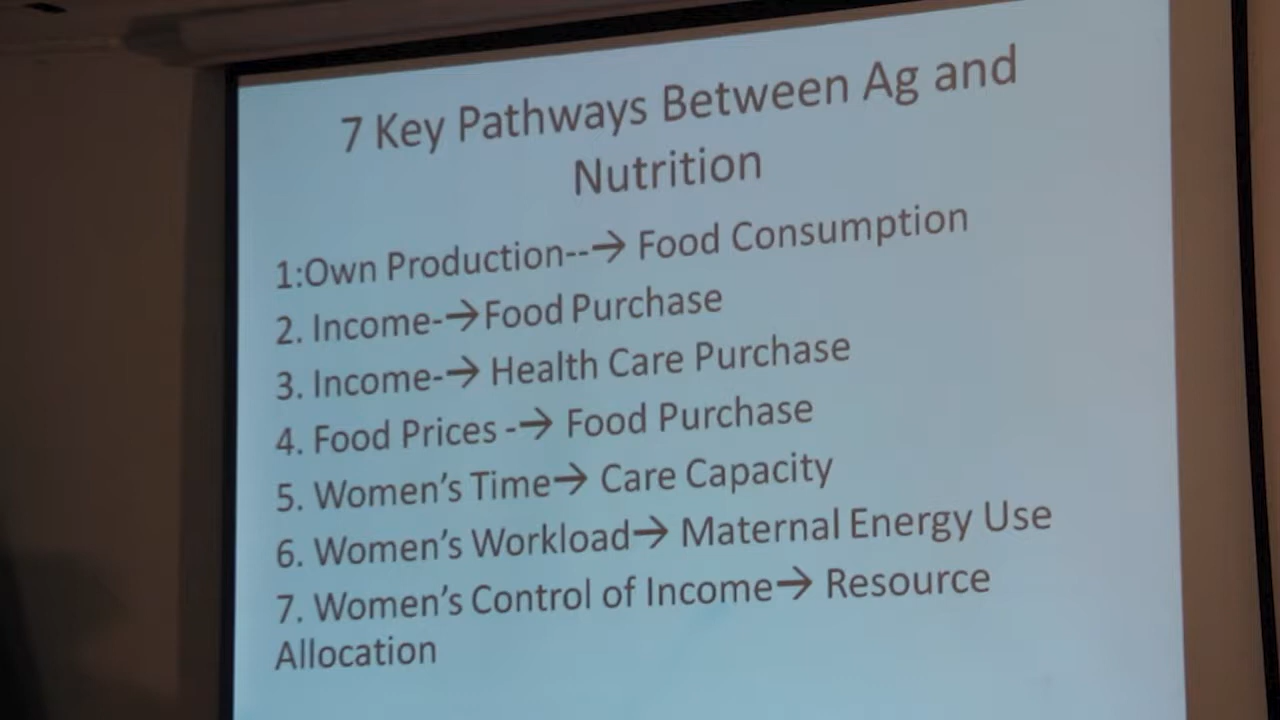 7 Key Pathways Between Ag and
Nutrition
1:Own Production--→ Food Consumption
2. Income-→Food Purchase
3. Income-→ Health Care Purchase
4. Food Prices -→ Food Purchase
5. Women’s Time→ Care Capacity
6. Women’s Workload→ Maternal Energy Use
7. Women’s Control of Income→ Resource
Allocation